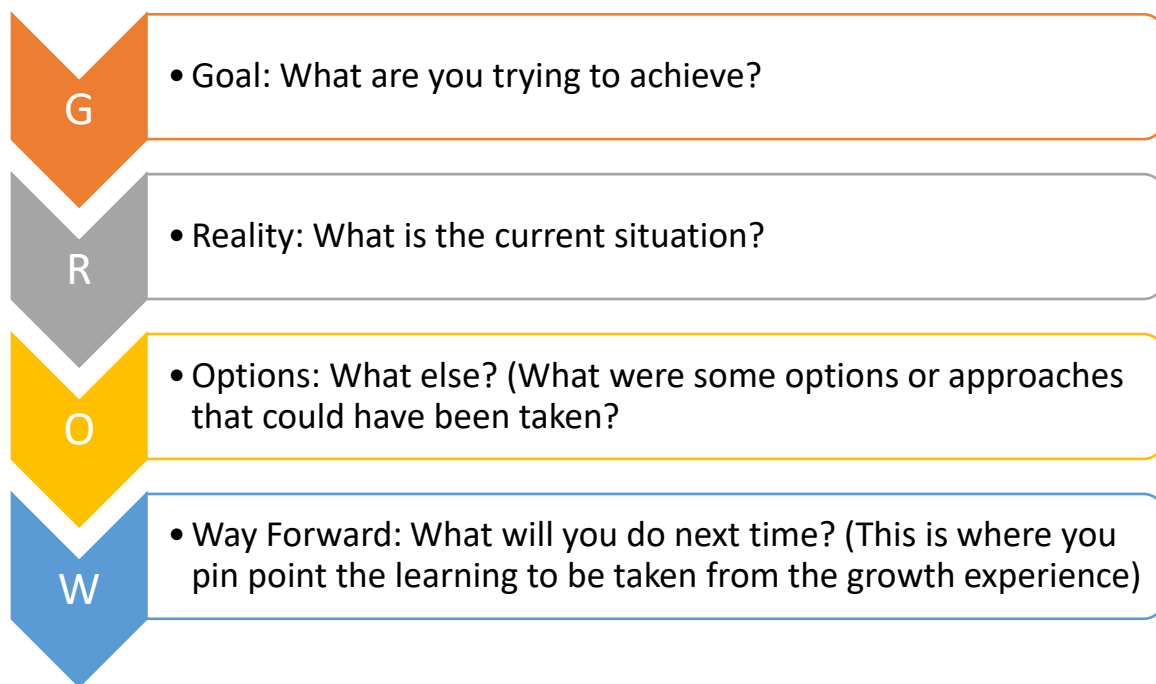 G
• Goal: What are you trying to achieve?
R
• Reality: What is the current situation?
O
• Options: What else? (What were some options or approaches
that could have been taken?
W
• Way Forward: What will you do next time? (This is where you
pin point the learning to be taken from the growth experience)